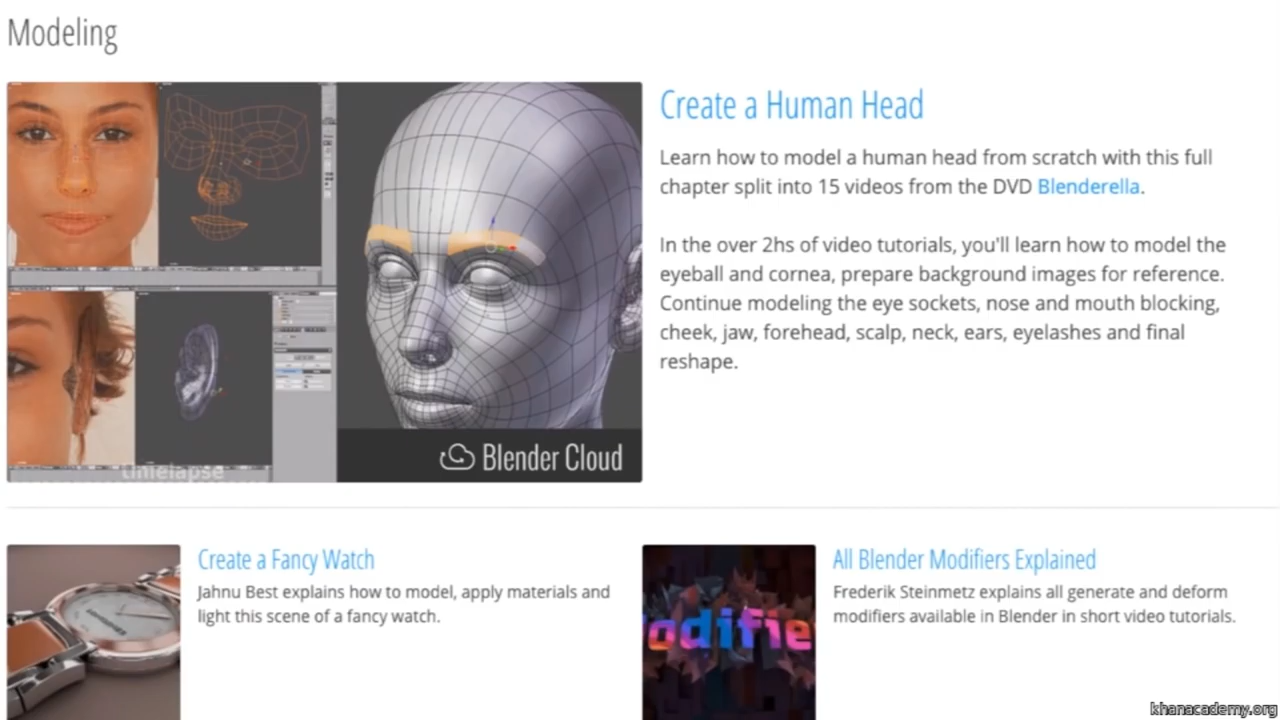 Modeling
Create a Human Head
Learn how to model a human head from scratch with this full
chapter split into 15 videos from the DVD Blenderella.
In the over 2hs of video tutorials, you'll learn how to model the
eyeball and cornea, prepare background images for reference.
Continue modeling the eye sockets, nose and mouth blocking,
cheek, jaw, forehead, scalp, neck, ears, eyelashes and final
reshape.
timelapse
Blender Cloud
Create a Fancy Watch
Jahnu Best explains how to model, apply materials and
light this scene of a fancy watch.
odifie
All Blender Modifiers Explained
Frederik Steinmetz explains all generate and deform
modifiers available in Blender in short video tutorials.
khanacademy.org